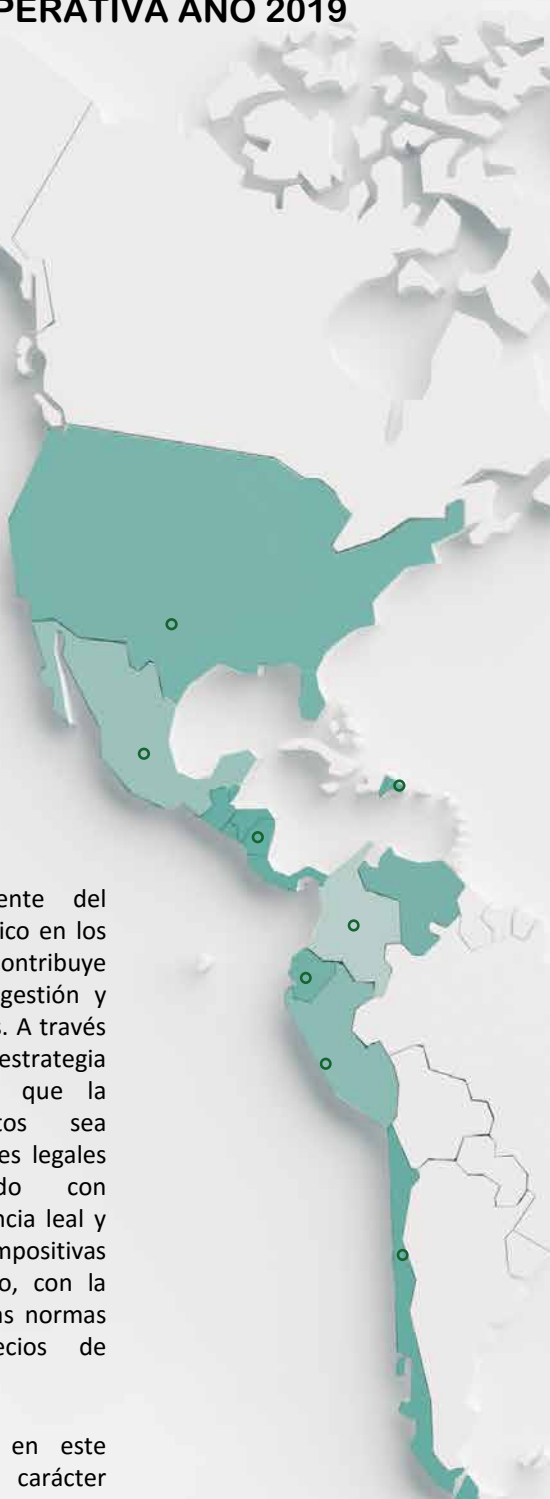 PERATIVA AÑO 2019
ente del
ico en los
contribuye
gestión y
s. A través
estrategia
que la
tos sea
es legales
do con
ncia leal y
mpositivas
o, con la
as normas
ecios de
en este
carácter